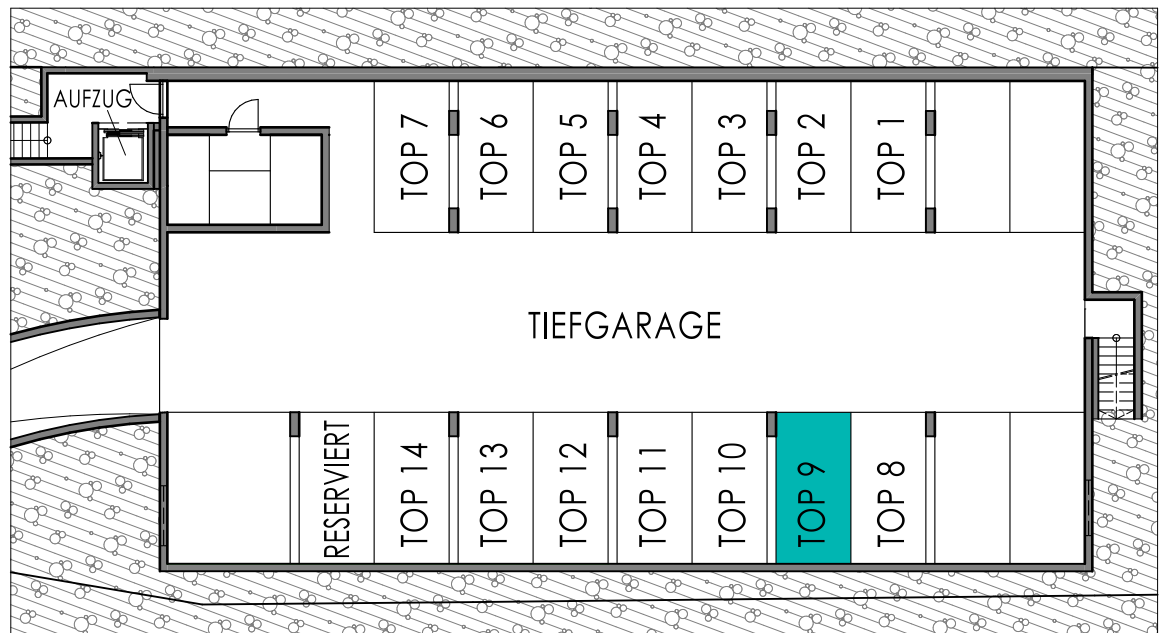 AUFZUG
TOP 7
TOP 6
TOP 5
TOP 4
TOP 3
TOP 2
TOP 1
TIEFGARAGE
RESERVIERT
TOP 14
TOP 13
TOP 12
TOP 11
TOP 10
TOP 9
TOP 8